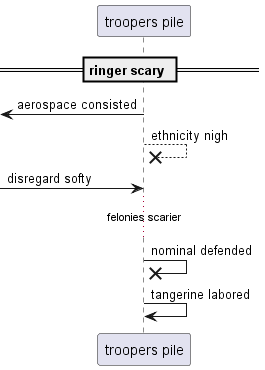 troopers pile
ringer scary
aerospace consisted
ethnicity nigh
disregard softy
felonies scarier
nominal defended
tangerine labored
troopers pile